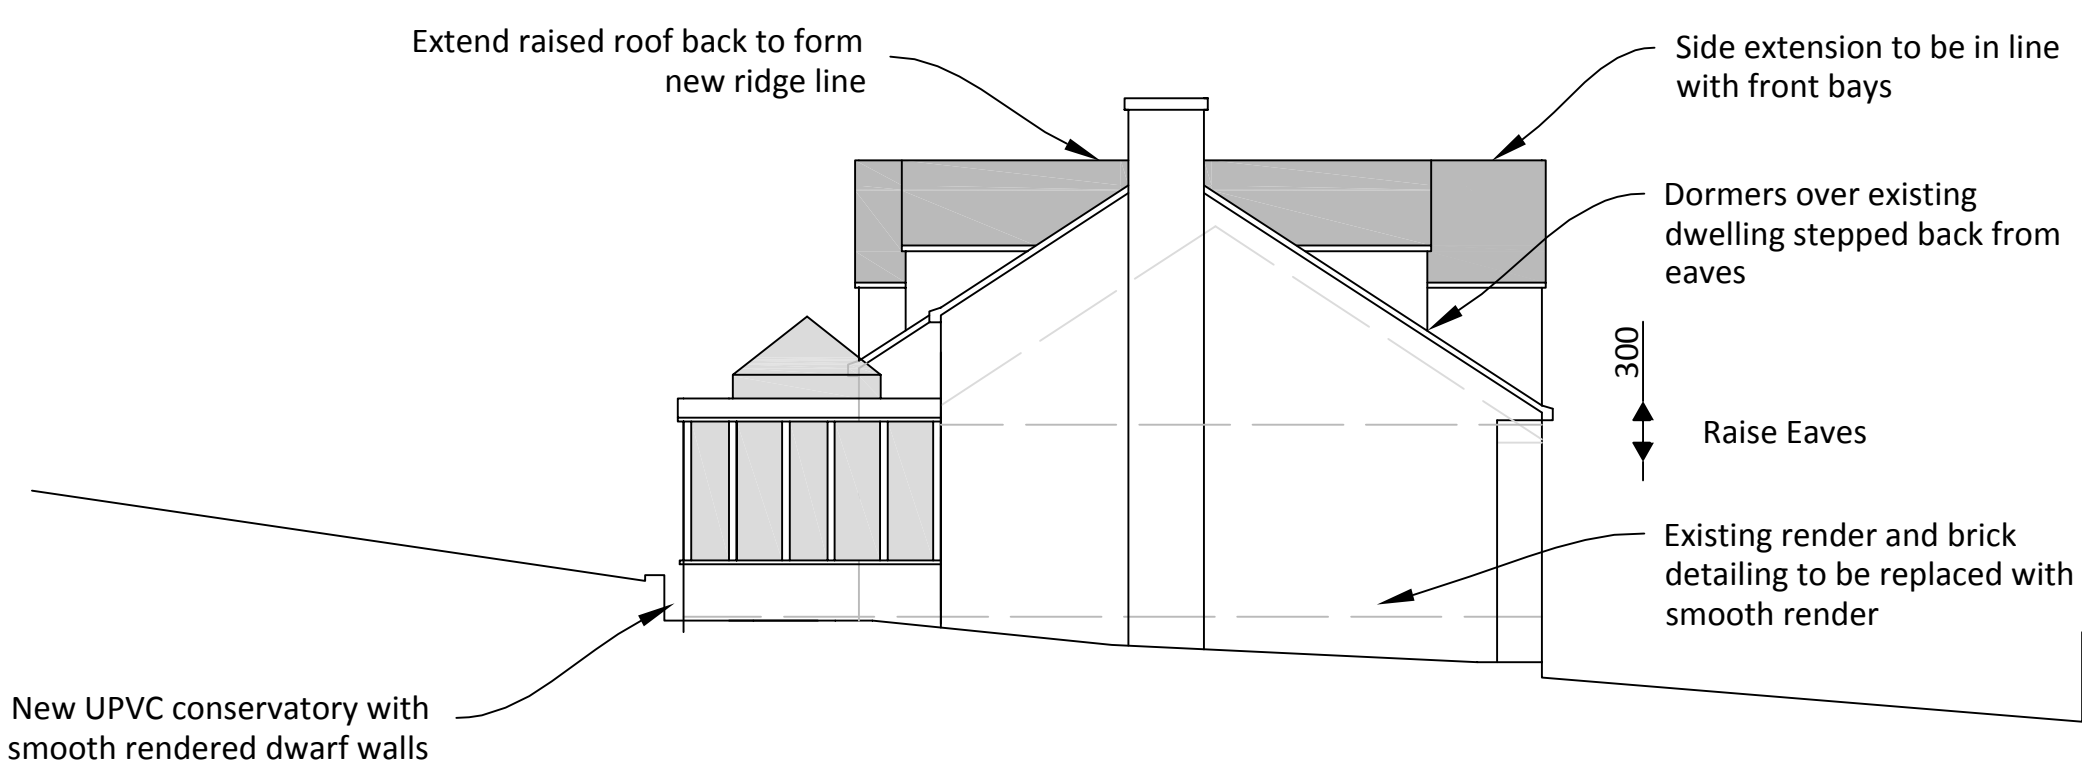 Extend raised roof back to form
new ridge line
Side extension to be in line
with front bays
Dormers over existing
dwelling stepped back from
eaves
300
Raise Eaves
Existing render and brick
detailing to be replaced with
smooth render
New UPVC conservatory with
smooth rendered dwarf walls